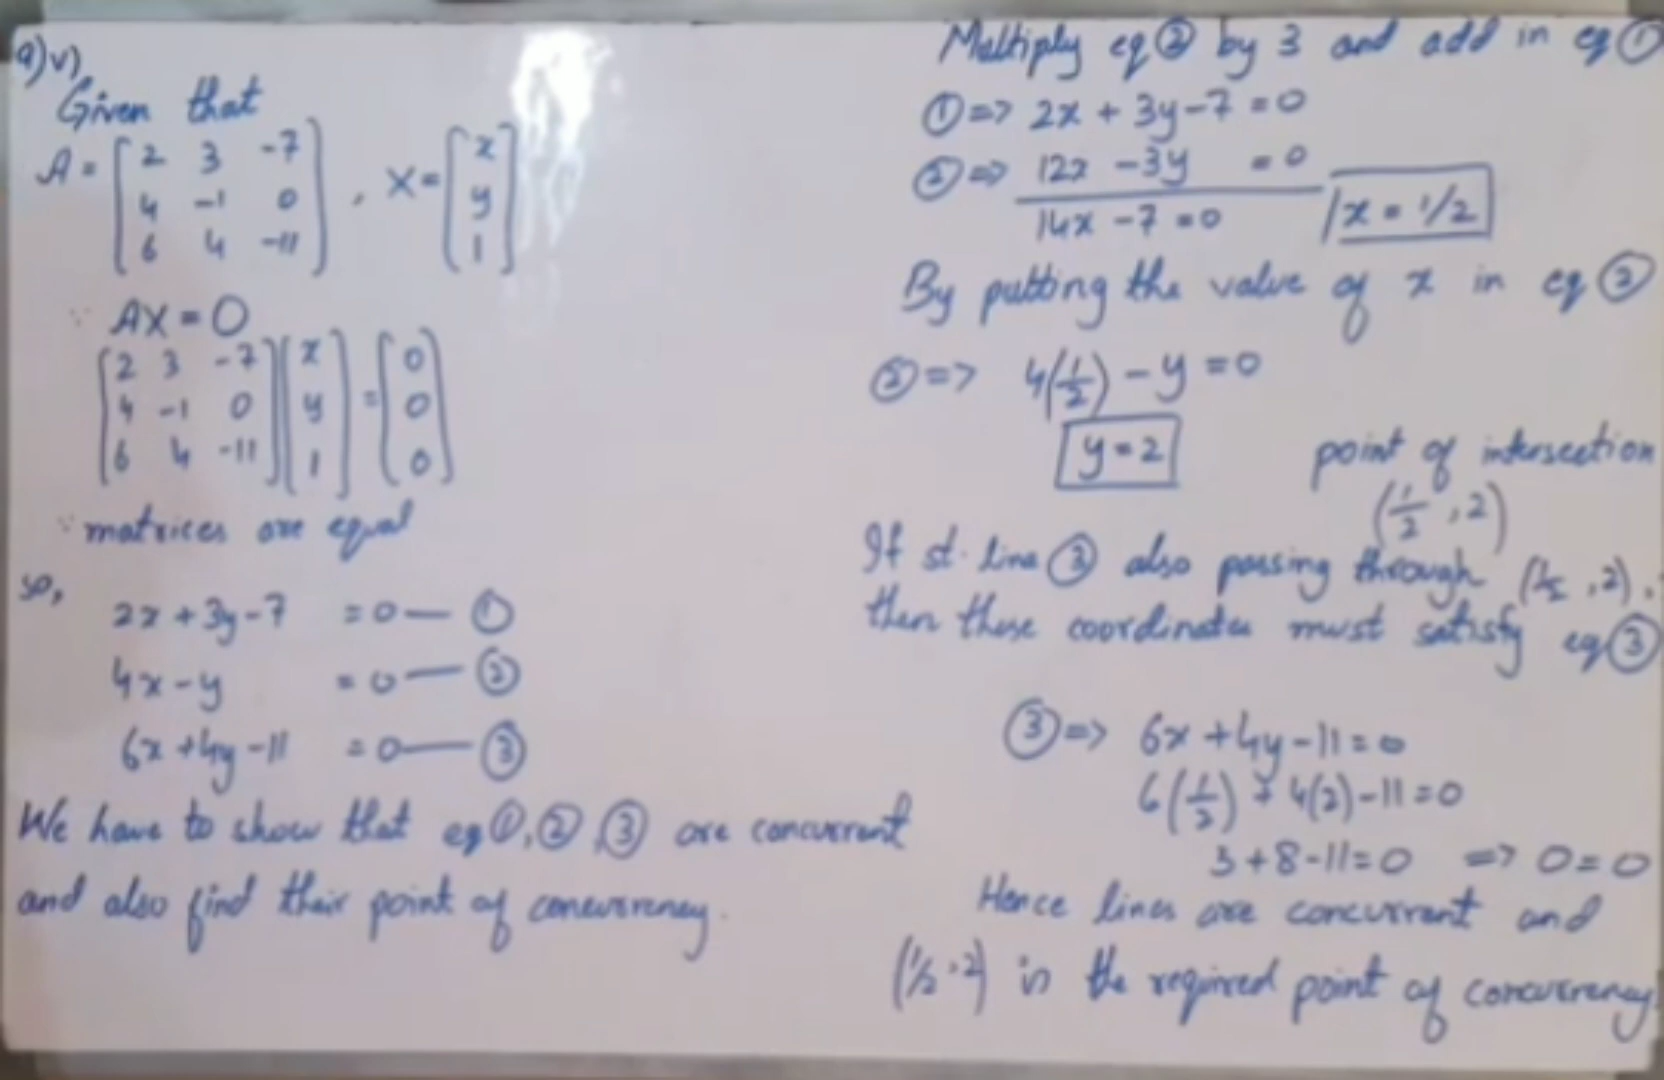 9)v)
Given that
A = [2 3 -7
4 -1 0
6 4 -11] , X = [x
y
1]
∵ AX = O
[2 3 -7
4 -1 0
6 4 -11] [x
y
1] = [0
0
0]
∵ matrices are equal
so,
2x + 3y - 7 = 0 — ①
4x - y = 0 — ②
6x + 4y - 11 = 0 — ③
We have to show that eq ①, ②, ③ are concurrent
and also find their point of concurrency.
Multiply eq ② by 3 and add in eq ①
① => 2x + 3y - 7 = 0
② => 12x - 3y = 0
14x - 7 = 0 x = 1/2
By putting the value of x in eq ②
② => 4(1/2) - y = 0
y = 2
point of intersection
(1/2, 2)
If st. line ③ also passing through (1/2, 2),
then these coordinates must satisfy eq ③
③ => 6x + 4y - 11 = 0
6(1/2) + 4(2) - 11 = 0
3 + 8 - 11 = 0 => 0 = 0
Hence lines are concurrent and
(1/2, 2) is the required point of concurrency.